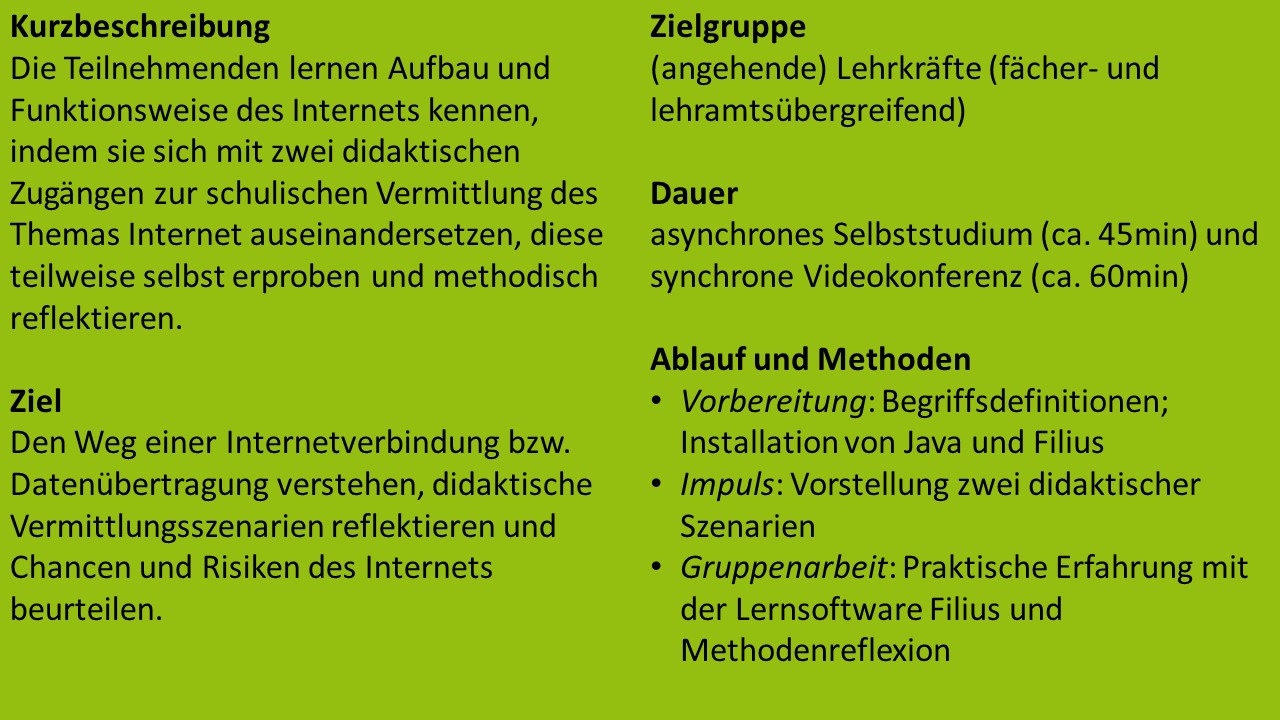 Kurzbeschreibung
Die Teilnehmenden lernen Aufbau und
Funktionsweise des Internets kennen,
indem sie sich mit zwei didaktischen
Zugängen zur schulischen Vermittlung des
Themas Internet auseinandersetzen, diese
teilweise selbst erproben und methodisch
reflektieren.
Ziel
Den Weg einer Internetverbindung bzw.
Datenübertragung verstehen, didaktische
Vermittlungsszenarien reflektieren und
Chancen und Risiken des Internets
beurteilen.
Zielgruppe
(angehende) Lehrkräfte (fächer- und
lehramtsübergreifend)
Dauer
asynchrones Selbststudium (ca. 45min) und
synchrone Videokonferenz (ca. 60min)
Ablauf und Methoden
• Vorbereitung: Begriffsdefinitionen;
Installation von Java und Filius
• Impuls: Vorstellung zwei didaktischer
Szenarien
• Gruppenarbeit: Praktische Erfahrung mit
der Lernsoftware Filius und
Methodenreflexion